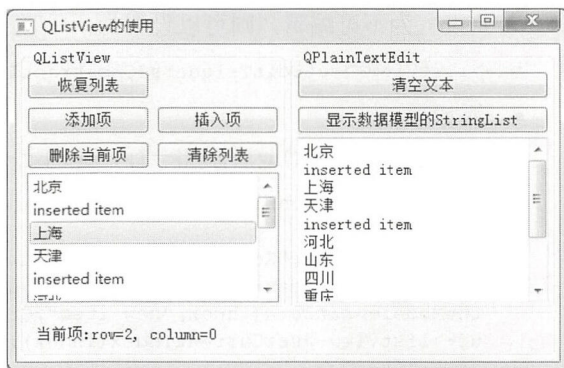 QListView的使用
QListView
恢复列表
添加项
插入项
删除当前项
清除列表
北京
inserted item
上海
天津
inserted item
河北
当前项:row=2, column=0
QPlainTextEdit
清空文本
显示数据模型的StringList
北京
inserted item
上海
天津
inserted item
河北
山东
四川
重庆